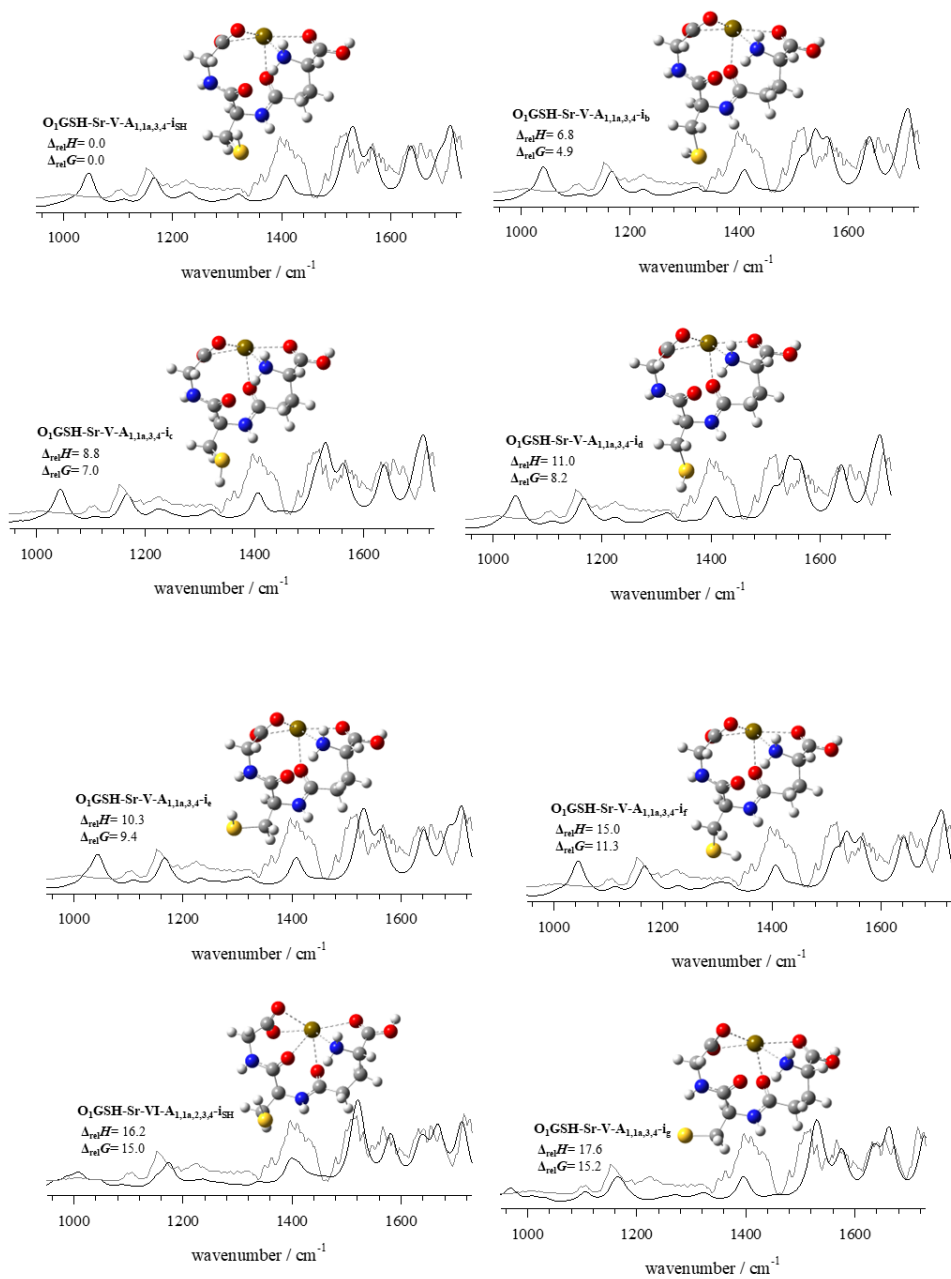 O₁GSH-Sr-V-A₁,₁ₐ,₃,₄-iSH
ΔrelH= 0.0
ΔrelG= 0.0
1000 1200 1400 1600
wavenumber / cm⁻¹
O₁GSH-Sr-V-A₁,₁ₐ,₃,₄-ib
ΔrelH= 6.8
ΔrelG= 4.9
1000 1200 1400 1600
wavenumber / cm⁻¹
O₁GSH-Sr-V-A₁,₁ₐ,₃,₄-ic
ΔrelH= 8.8
ΔrelG= 7.0
1000 1200 1400 1600
wavenumber / cm⁻¹
O₁GSH-Sr-V-A₁,₁ₐ,₃,₄-id
ΔrelH= 11.0
ΔrelG= 8.2
1000 1200 1400 1600
wavenumber / cm⁻¹
O₁GSH-Sr-V-A₁,₁ₐ,₃,₄-ie
ΔrelH= 10.3
ΔrelG= 9.4
1000 1200 1400 1600
wavenumber / cm⁻¹
O₁GSH-Sr-V-A₁,₁ₐ,₃,₄-if
ΔrelH= 15.0
ΔrelG= 11.3
1000 1200 1400 1600
wavenumber / cm⁻¹
O₁GSH-Sr-VI-A₁,₁ₐ,₂,₃,₄-iSH
ΔrelH= 16.2
ΔrelG= 15.0
1000 1200 1400 1600
wavenumber / cm⁻¹
O₁GSH-Sr-V-A₁,₁ₐ,₃,₄-ig
ΔrelH= 17.6
ΔrelG= 15.2
1000 1200 1400 1600
wavenumber / cm⁻¹